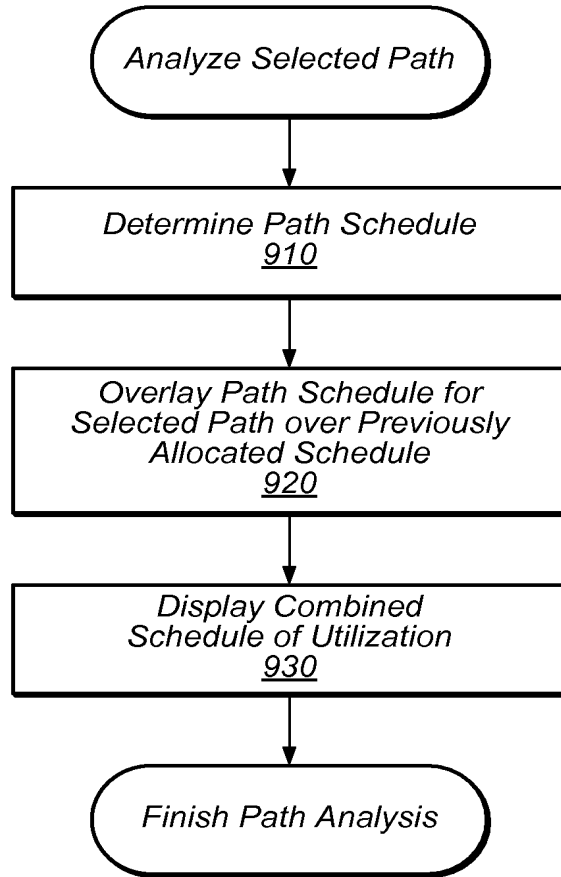 Analyze Selected Path
Determine Path Schedule
910
Overlay Path Schedule for
Selected Path over Previously
Allocated Schedule
920
Display Combined
Schedule of Utilization
930
Finish Path Analysis